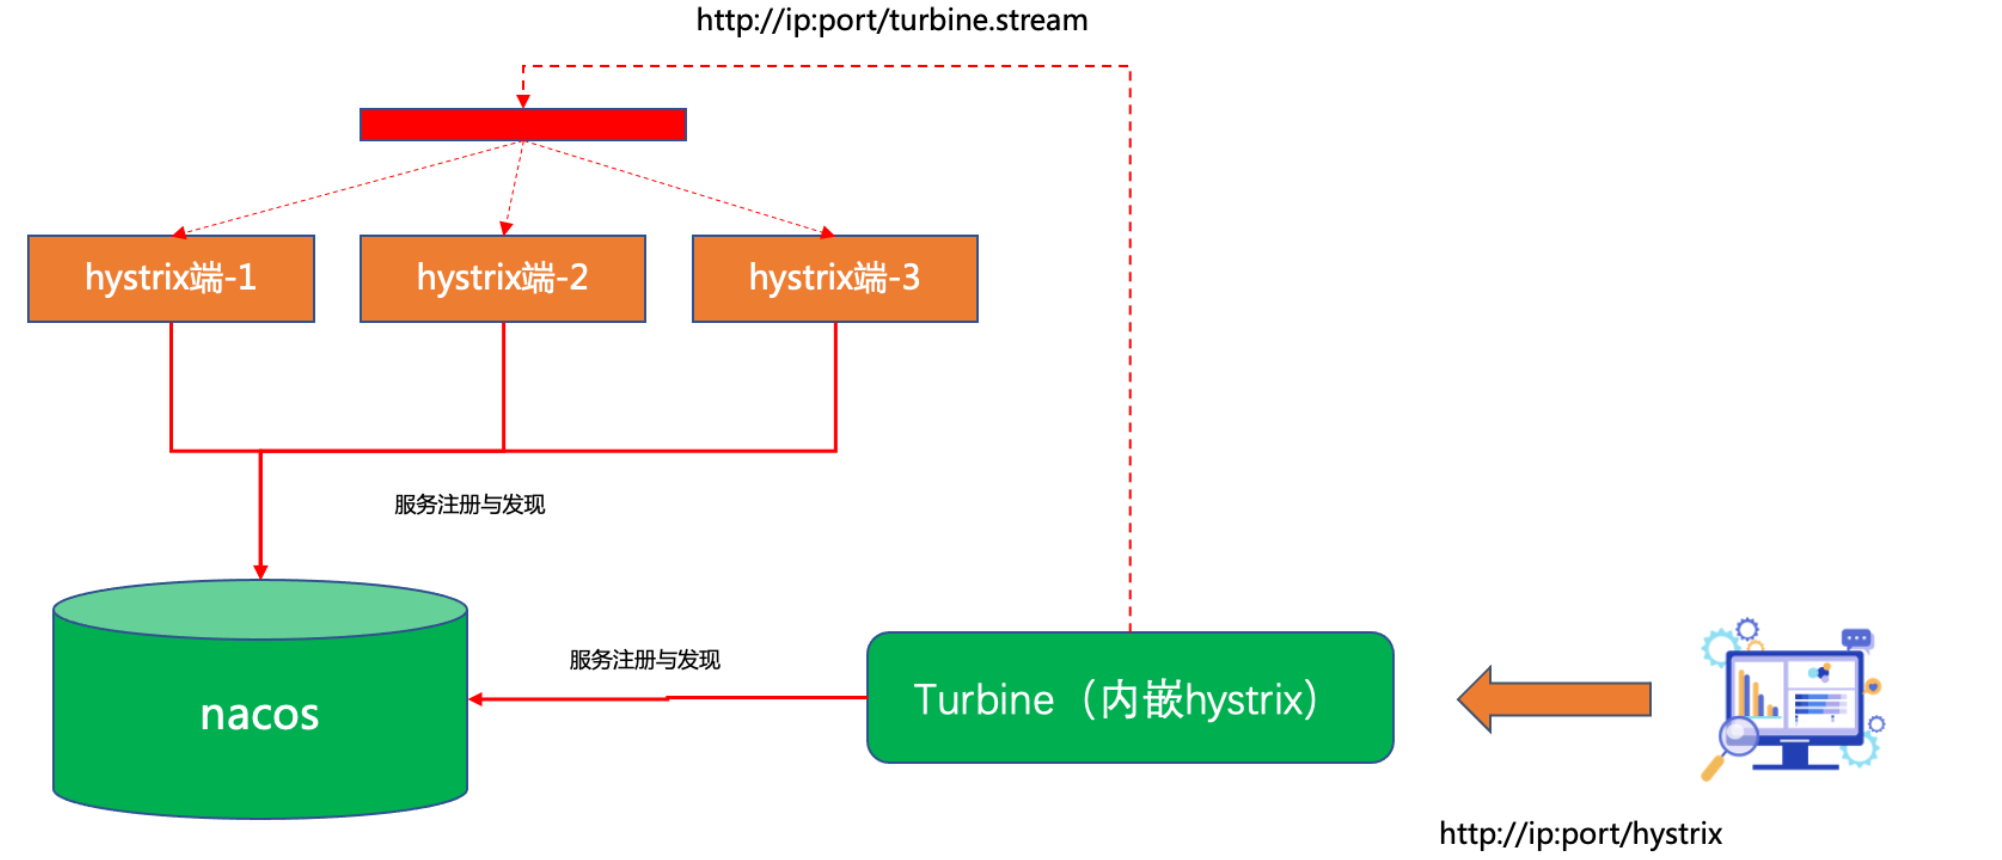 http://ip:port/turbine.stream
hystrix端-1
hystrix端-2
hystrix端-3
服务注册与发现
服务注册与发现
nacos
Turbine（内嵌hystrix）
http://ip:port/hystrix